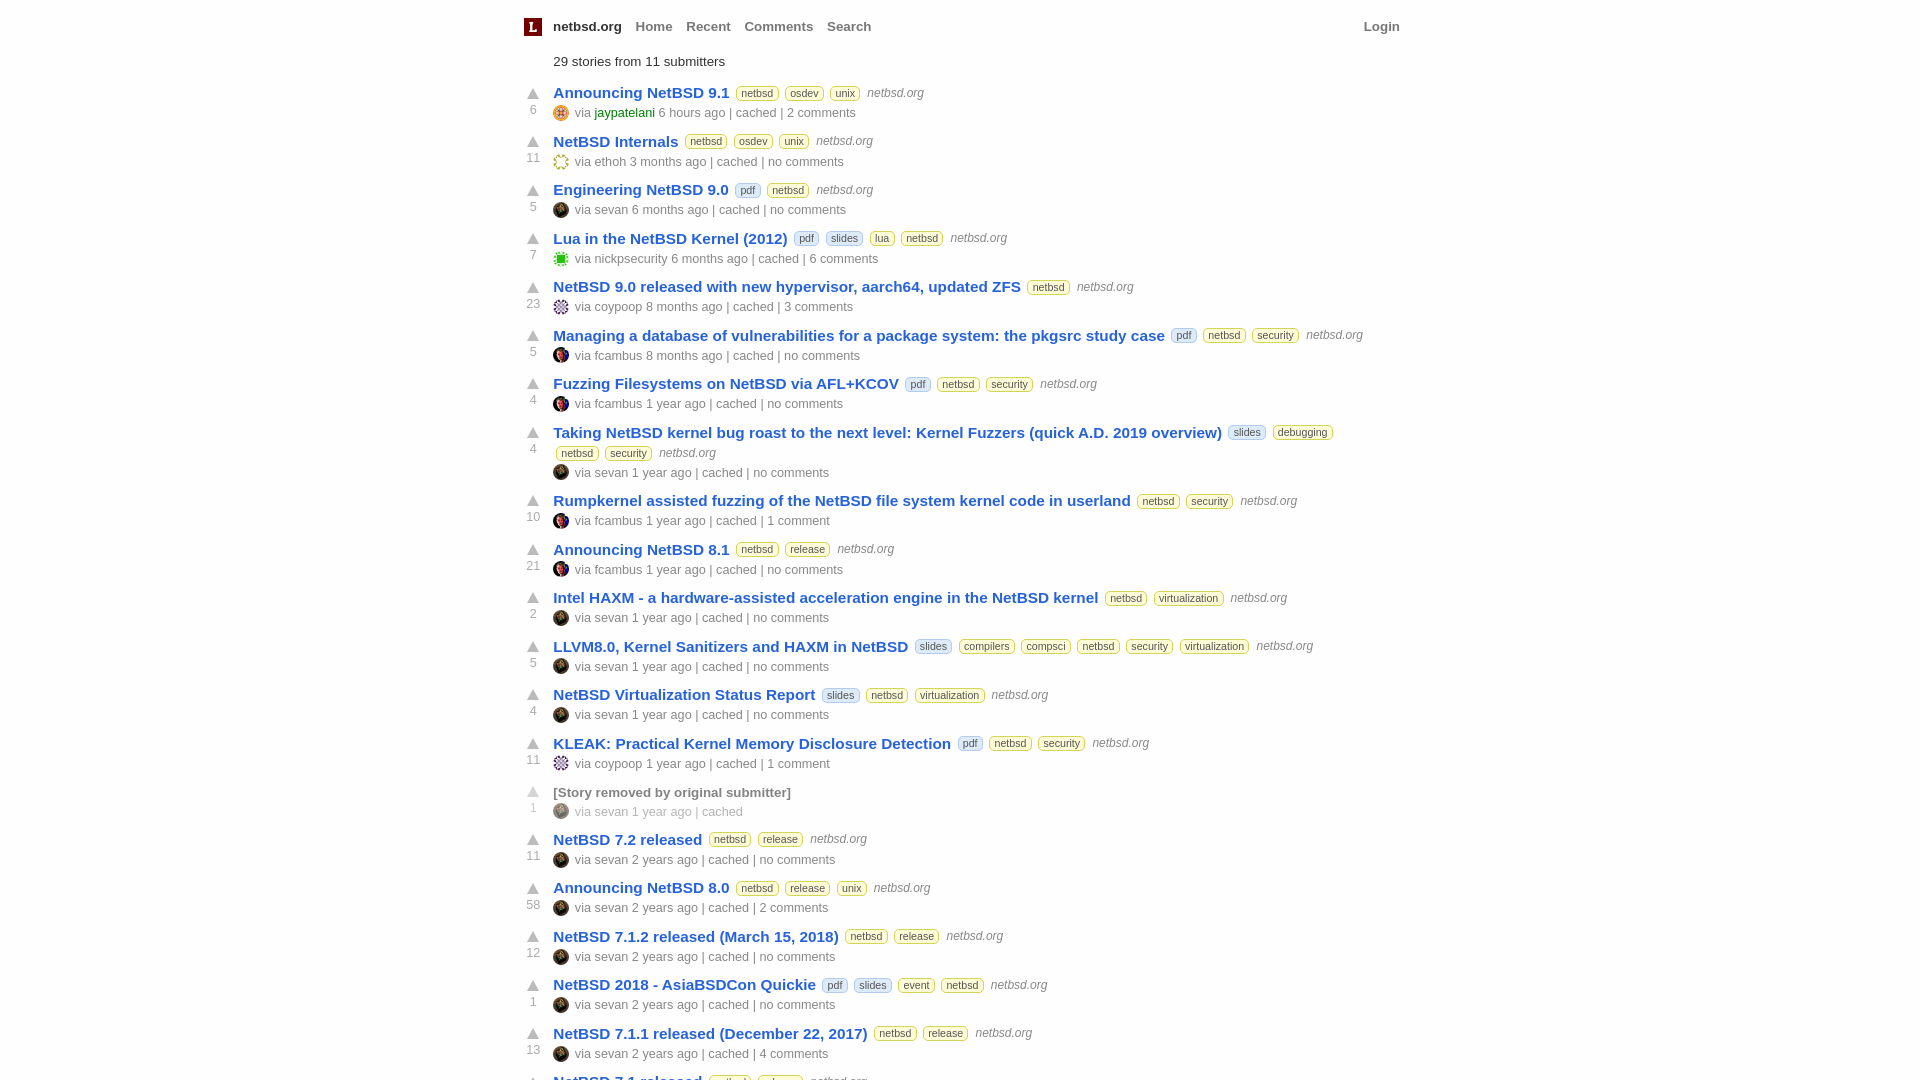 L netbsd.org Home Recent Comments Search Login
29 stories from 11 submitters
Announcing NetBSD 9.1 netbsd osdev unix netbsd.org
6 via jaypatelani 6 hours ago | cached | 2 comments
NetBSD Internals netbsd osdev unix netbsd.org
11 via ethoh 3 months ago | cached | no comments
Engineering NetBSD 9.0 pdf netbsd netbsd.org
5 via sevan 6 months ago | cached | no comments
Lua in the NetBSD Kernel (2012) pdf slides lua netbsd netbsd.org
7 via nickpsecurity 6 months ago | cached | 6 comments
NetBSD 9.0 released with new hypervisor, aarch64, updated ZFS netbsd netbsd.org
23 via coypoop 8 months ago | cached | 3 comments
Managing a database of vulnerabilities for a package system: the pkgsrc study case pdf netbsd security netbsd.org
5 via fcambus 8 months ago | cached | no comments
Fuzzing Filesystems on NetBSD via AFL+KCOV pdf netbsd security netbsd.org
4 via fcambus 1 year ago | cached | no comments
Taking NetBSD kernel bug roast to the next level: Kernel Fuzzers (quick A.D. 2019 overview) slides debugging
4 netbsd security netbsd.org
via sevan 1 year ago | cached | no comments
Rumpkernel assisted fuzzing of the NetBSD file system kernel code in userland netbsd security netbsd.org
10 via fcambus 1 year ago | cached | 1 comment
Announcing NetBSD 8.1 netbsd release netbsd.org
21 via fcambus 1 year ago | cached | no comments
Intel HAXM - a hardware-assisted acceleration engine in the NetBSD kernel netbsd virtualization netbsd.org
2 via sevan 1 year ago | cached | no comments
LLVM8.0, Kernel Sanitizers and HAXM in NetBSD slides compilers compsci netbsd security virtualization netbsd.org
5 via sevan 1 year ago | cached | no comments
NetBSD Virtualization Status Report slides netbsd virtualization netbsd.org
4 via sevan 1 year ago | cached | no comments
KLEAK: Practical Kernel Memory Disclosure Detection pdf netbsd security netbsd.org
11 via coypoop 1 year ago | cached | 1 comment
[Story removed by original submitter]
1 via sevan 1 year ago | cached
NetBSD 7.2 released netbsd release netbsd.org
11 via sevan 2 years ago | cached | no comments
Announcing NetBSD 8.0 netbsd release unix netbsd.org
58 via sevan 2 years ago | cached | 2 comments
NetBSD 7.1.2 released (March 15, 2018) netbsd release netbsd.org
12 via sevan 2 years ago | cached | no comments
NetBSD 2018 - AsiaBSDCon Quickie pdf slides event netbsd netbsd.org
1 via sevan 2 years ago | cached | no comments
NetBSD 7.1.1 released (December 22, 2017) netbsd release netbsd.org
13 via sevan 2 years ago | cached | 4 comments
NetBSD 7.1 released netbsd release netbsd.org